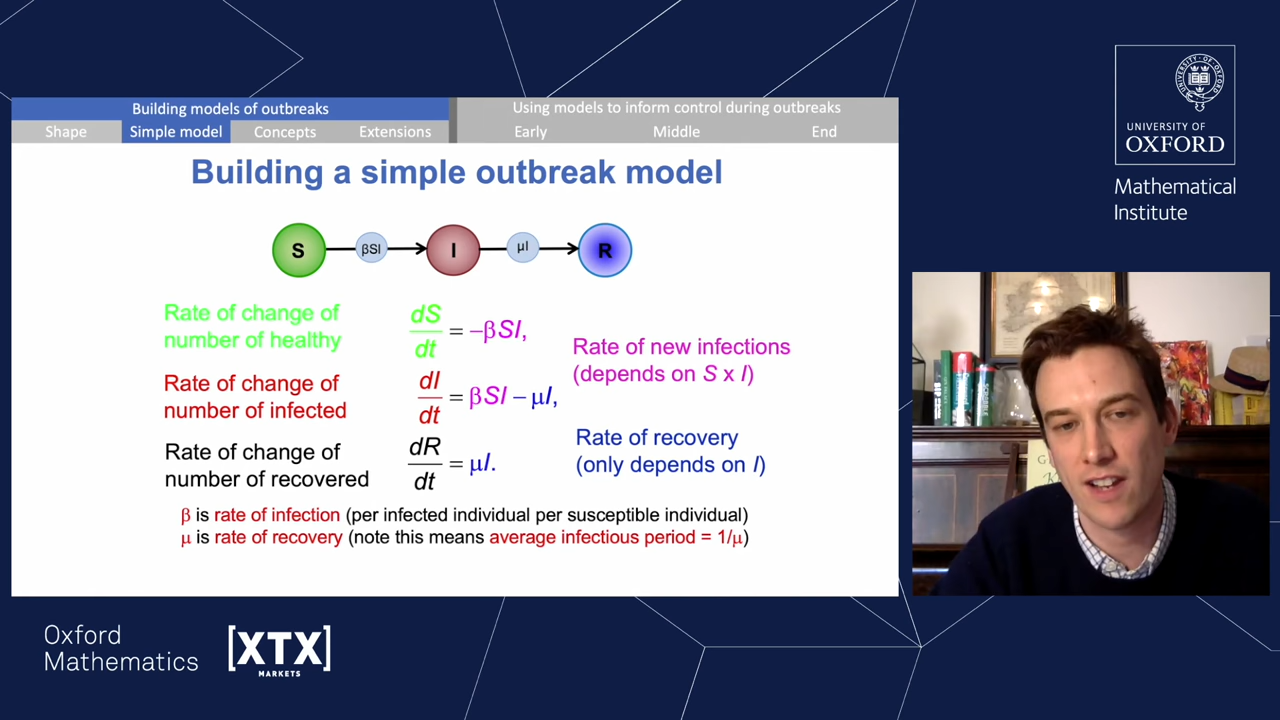 Building models of outbreaks
Using models to inform control during outbreaks
Shape
Simple model
Concepts
Extensions
Early
Middle
End
Building a simple outbreak model
S
βSI
I
μI
R
Rate of change of
number of healthy
dS
dt
= −βSI,
Rate of new infections
(depends on S x I)
Rate of change of
number of infected
dI
dt
= βSI − μI,
Rate of recovery
(only depends on I)
Rate of change of
number of recovered
dR
dt
= μI.
β is rate of infection (per infected individual per susceptible individual)
μ is rate of recovery (note this means average infectious period = 1/μ)
UNIVERSITY OF
OXFORD
Mathematical
Institute
Oxford
Mathematics
[XTX]
MARKETS
SCRABBLE